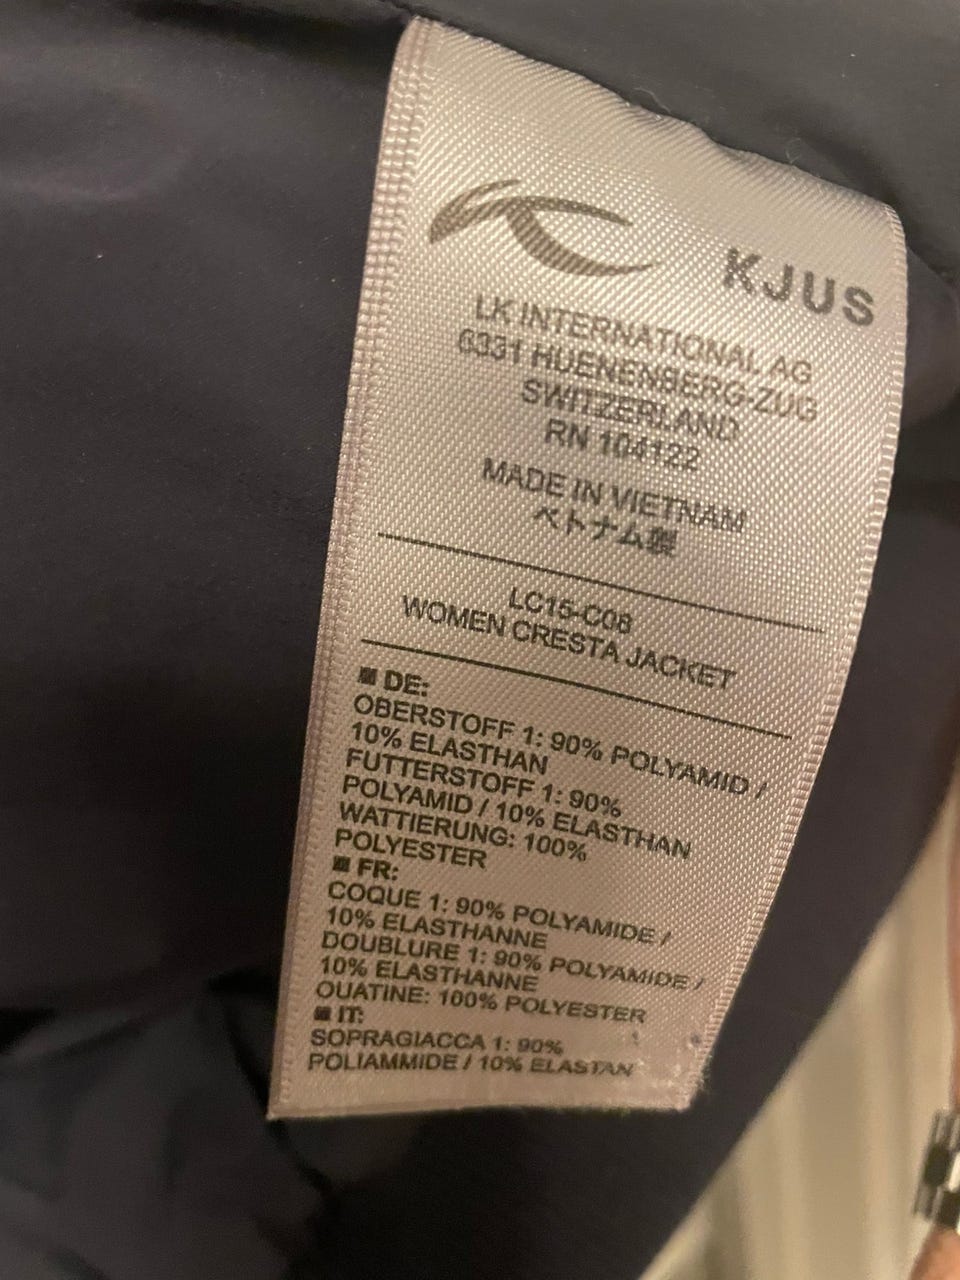 KJUS
LK INTERNATIONAL AG
6331 HUENENBERG-ZUG
SWITZERLAND
RN 104122
MADE IN VIETNAM
ベトナム製
LC15-C08
WOMEN CRESTA JACKET
DE:
OBERSTOFF 1: 90% POLYAMID /
10% ELASTHAN
FUTTERSTOFF 1: 90%
POLYAMID / 10% ELASTHAN
WATTIERUNG: 100%
POLYESTER
FR:
COQUE 1: 90% POLYAMIDE /
10% ELASTHANNE
DOUBLURE 1: 90% POLYAMIDE /
10% ELASTHANNE
OUATINE: 100% POLYESTER
IT:
SOPRAGIACCA 1: 90%
POLIAMMIDE / 10% ELASTAN